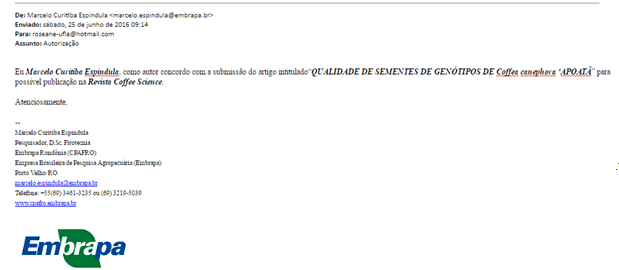 De: Marcelo Curitiba Espindula <marcelo.espindula@embrapa.br>
Enviado: sábado, 25 de junho de 2016 09:14
Para: roseane-ufla@hotmail.com
Assunto: Autorização
Eu Marcelo Curitiba Espindula, como autor concordo com a submissão do artigo intitulado“QUALIDADE DE SEMENTES DE GENÓTIPOS DE Coffea canephora ‘APOATÔ para
possível publicação na Revista Coffee Science.
Atenciosamente,
--
Marcelo Curitiba Espindula
Pesquisador, D.Sc. Fitotecnia
Embrapa Rondônia (CPAFRO)
Empresa Brasileira de Pesquisa Agropecuária (Embrapa)
Porto Velho/RO
marcelo.espindula@embrapa.br
Telefone: +55(69) 3461-3235 ou (69) 3219-5039
www.cpafro.embrapa.br
Embrapa